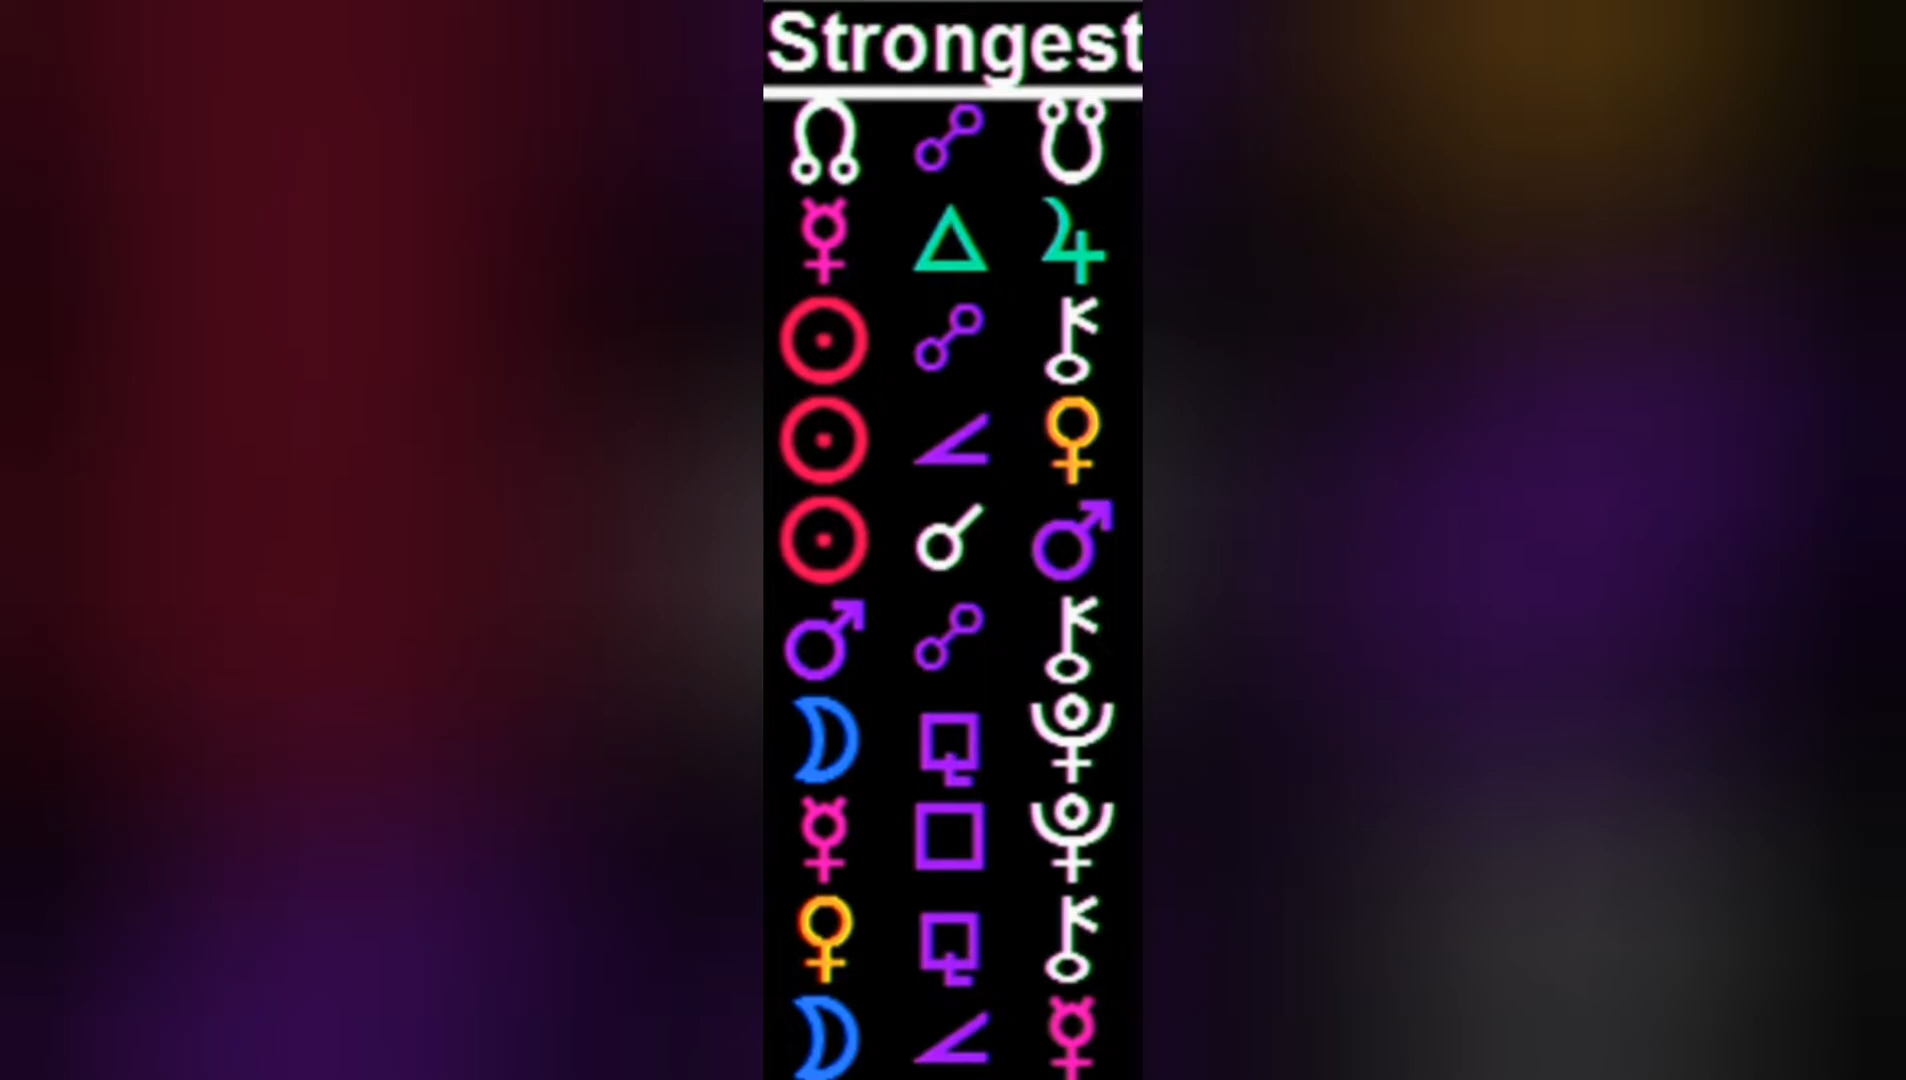 Strongest
☊ ☍ ☋
☿ △ ♃
☉ ☍ ⚷
☉ ∠ ♀
☉ ☌ ♂
♂ ☍ ⚷
☽ ⚼ ⯓
☿ □ ⯓
♀ ⚼ ⚷
☽ ∠ ☿